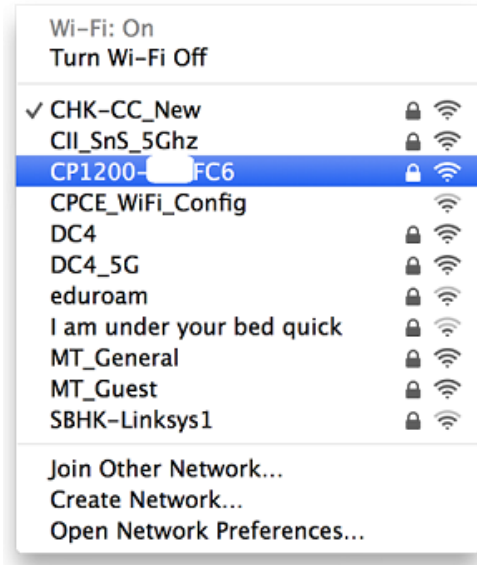 Wi-Fi: On
Turn Wi-Fi Off
CHK-CC_New
CII_SnS_5Ghz
CP1200- FC6
CPCE_WiFi_Config
DC4
DC4_5G
eduroam
I am under your bed quick
MT_General
MT_Guest
SBHK-Linksys1
Join Other Network...
Create Network...
Open Network Preferences...